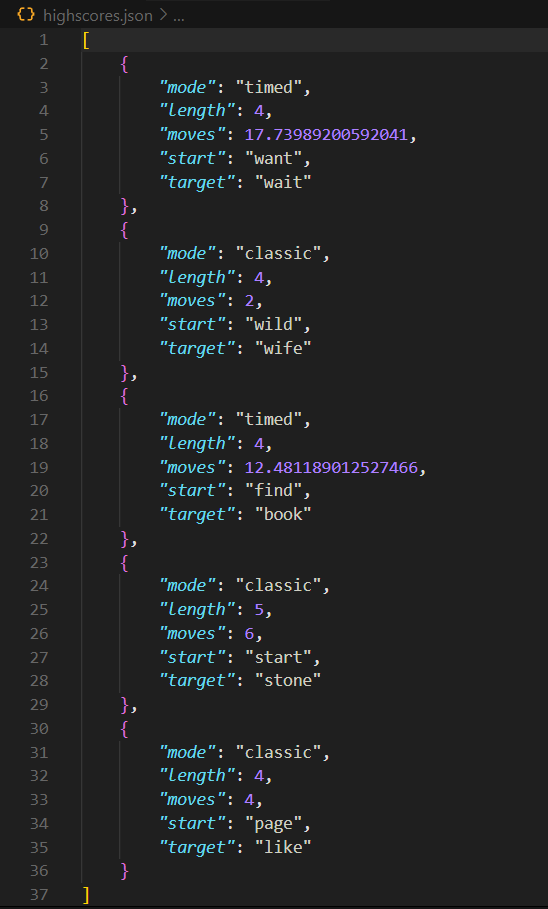 {} highscores.json > ...
1 [
2 {
3 "mode": "timed",
4 "length": 4,
5 "moves": 17.73989200592041,
6 "start": "want",
7 "target": "wait"
8 },
9 {
10 "mode": "classic",
11 "length": 4,
12 "moves": 2,
13 "start": "wild",
14 "target": "wife"
15 },
16 {
17 "mode": "timed",
18 "length": 4,
19 "moves": 12.481189012527466,
20 "start": "find",
21 "target": "book"
22 },
23 {
24 "mode": "classic",
25 "length": 5,
26 "moves": 6,
27 "start": "start",
28 "target": "stone"
29 },
30 {
31 "mode": "classic",
32 "length": 4,
33 "moves": 4,
34 "start": "page",
35 "target": "like"
36 }
37 ]